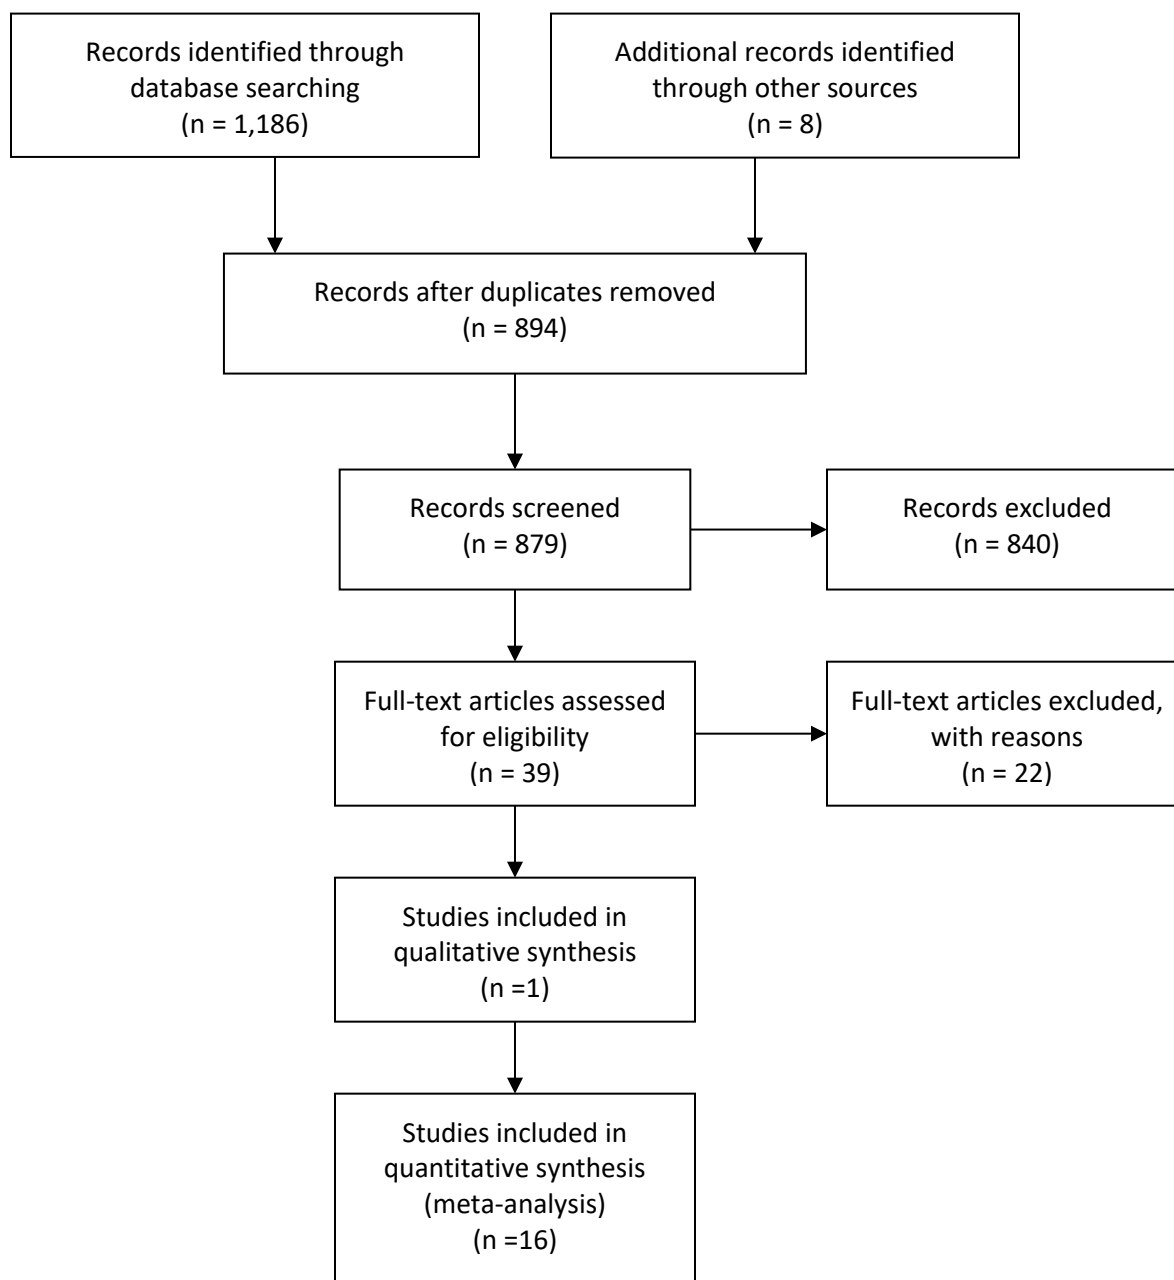 Records identified through
database searching
(n = 1,186)
Additional records identified
through other sources
(n = 8)
Records after duplicates removed
(n = 894)
Records screened
(n = 879)
Records excluded
(n = 840)
Full-text articles assessed
for eligibility
(n = 39)
Full-text articles excluded,
with reasons
(n = 22)
Studies included in
qualitative synthesis
(n =1)
Studies included in
quantitative synthesis
(meta-analysis)
(n =16)